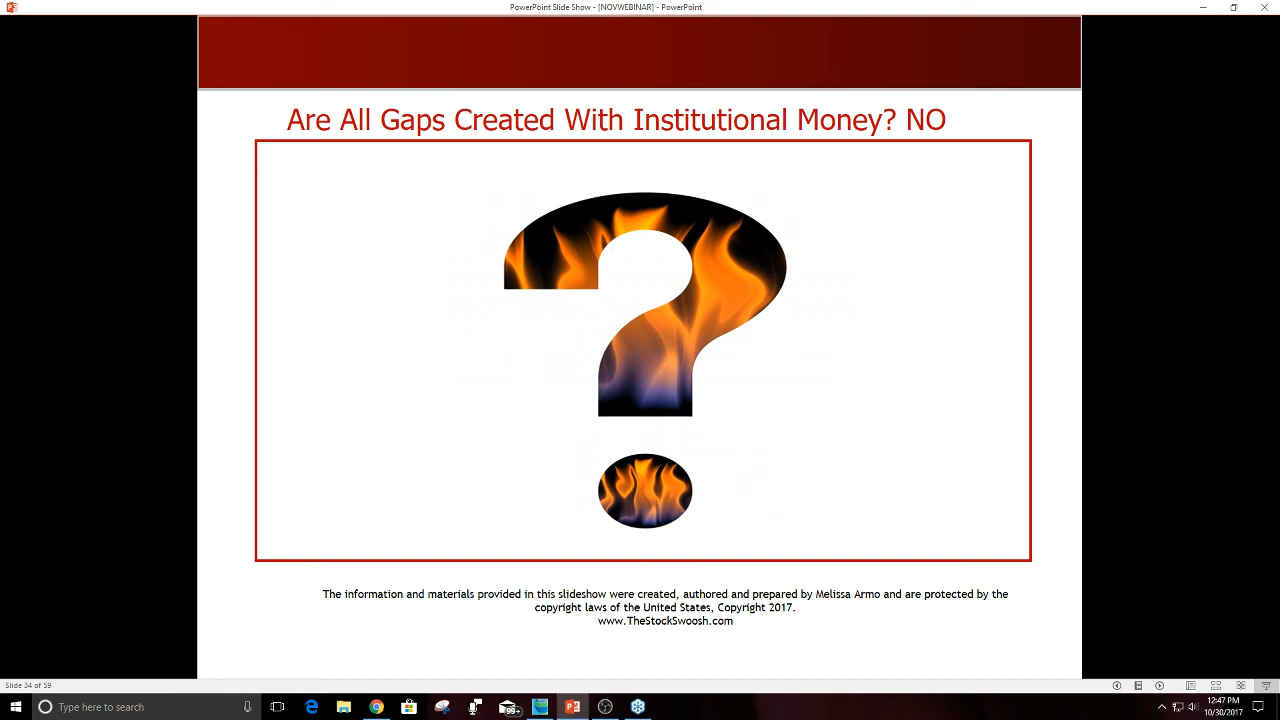 PowerPoint Slide Show - [NOVWEBINAR] - PowerPoint
Are All Gaps Created With Institutional Money? NO
?
The information and materials provided in this slideshow were created, authored and prepared by Melissa Armo and are protected by the
copyright laws of the United States, Copyright 2017.
www.TheStockSwoosh.com
Slide 34 of 59
Type here to search
99+
12:47 PM
10/30/2017